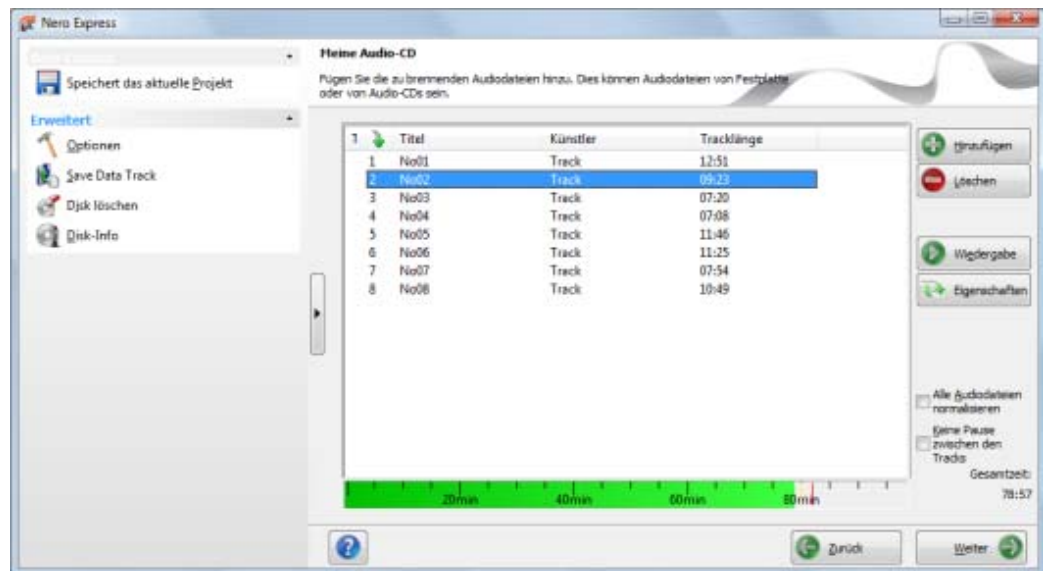 Nero Express
Speichert das aktuelle Projekt
Erweitert
Optionen
Save Data Track
Disk löschen
Disk-Info
Meine Audio-CD
Fügen Sie die zu brennenden Audiodateien hinzu. Dies können Audiodateien von Festplatte
oder von Audio-CDs sein.
T Titel Künstler Tracklänge
1 No01 Track 12:51
2 No02 Track 09:23
3 No03 Track 07:20
4 No04 Track 07:08
5 No05 Track 11:46
6 No06 Track 11:25
7 No07 Track 07:54
8 No08 Track 10:49
Hinzufügen
Löschen
Wiedergabe
Eigenschaften
Alle Audiodateien
normalisieren
Keine Pause
zwischen den
Tracks
Gesamtzeit:
78:57
20min 40min 60min 80min
?
Zurück
Weiter